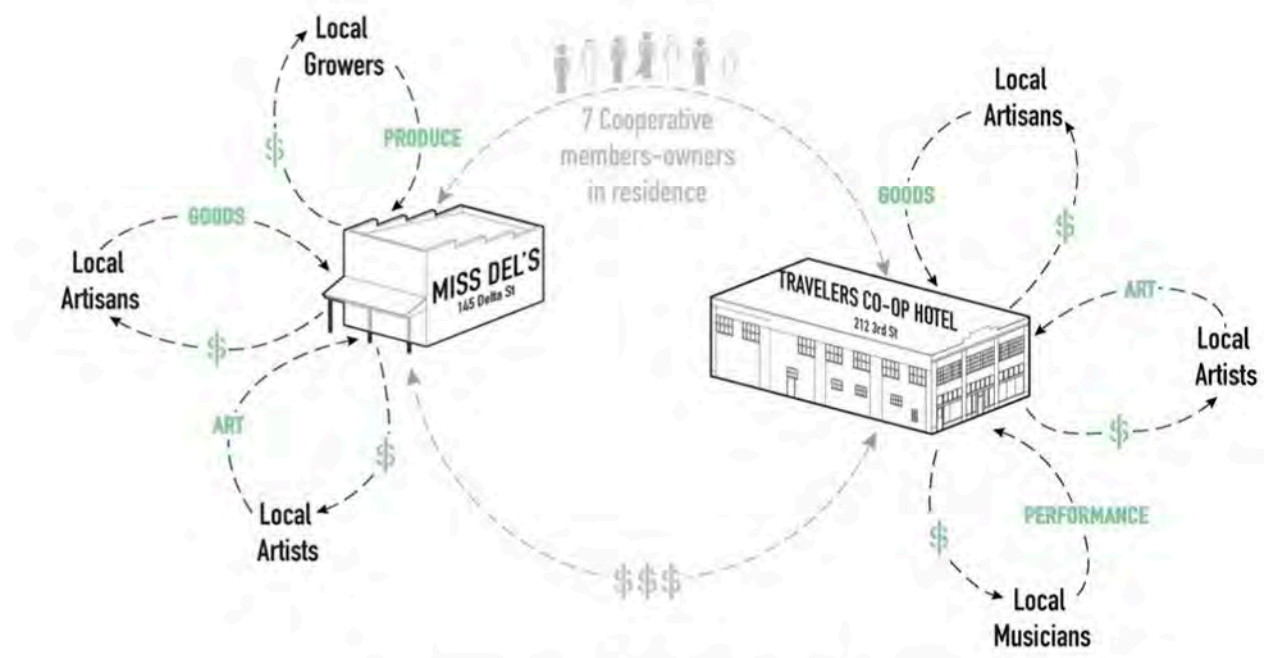 Local
Growers
$
PRODUCE
7 Cooperative
members-owners
in residence
Local
Artisans
GOODS
$
GOODS
Local
Artisans
$
MISS DEL'S
145 Delta St
TRAVELERS CO-OP HOTEL
212 3rd St
ART
Local
Artists
$
ART
$
Local
Artists
$$$
$
PERFORMANCE
Local
Musicians